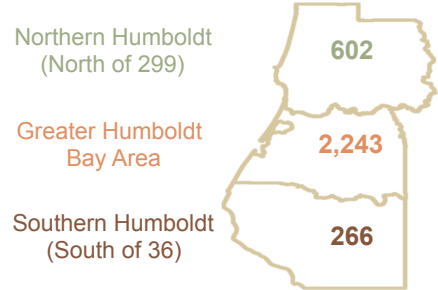 Northern Humboldt
(North of 299)
602
Greater Humboldt
Bay Area
2,243
Southern Humboldt
(South of 36)
266